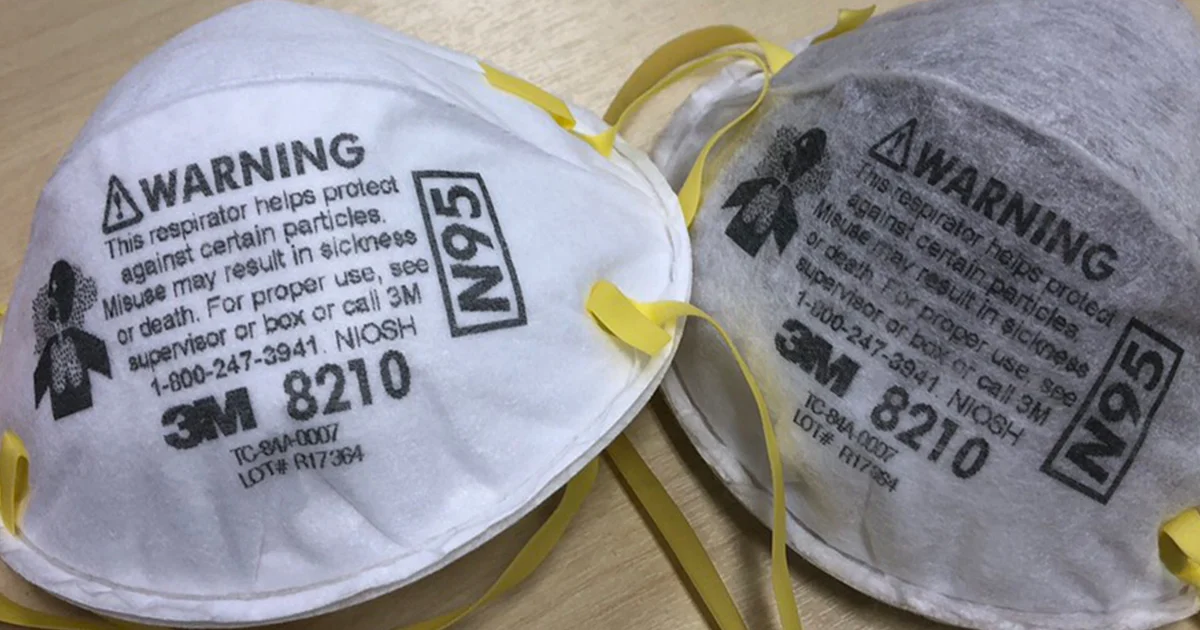 WARNING
This respirator helps protect
against certain particles.
Misuse may result in sickness
or death. For proper use, see
supervisor or box or call 3M
1-800-247-3941. NIOSH
3M 8210
TC-84A-0007
LOT# R17364
N95
WARNING
This respirator helps protect
against certain particles.
Misuse may result in sickness
or death. For proper use, see
supervisor or box or call 3M
1-800-247-3941. NIOSH
3M 8210
TC-84A-0007
LOT# R17364
N95